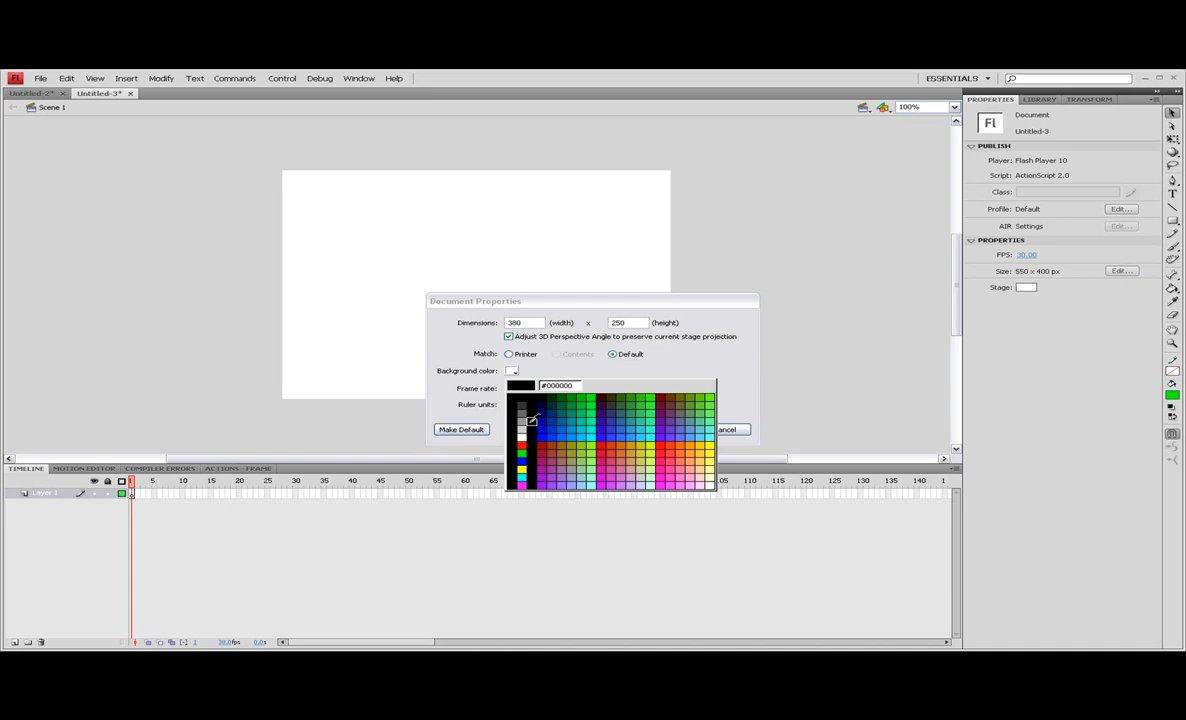 Fl File Edit View Insert Modify Text Commands Control Debug Window Help ESSENTIALS
Untitled-2* × Untitled-3* ×
Scene 1 100%
PROPERTIES LIBRARY TRANSFORM
Fl Document
Untitled-3
PUBLISH
Player: Flash Player 10
Script: ActionScript 2.0
Class:
Profile: Default Edit...
AIR Settings Edit...
PROPERTIES
FPS: 30.00
Size: 550 x 400 px Edit...
Stage:
Document Properties
Dimensions: 380 (width) x 250 (height)
Adjust 3D Perspective Angle to preserve current stage projection
Match: Printer Contents Default
Background color:
Frame rate: #000000
Ruler units:
Make Default ancel
TIMELINE MOTION EDITOR COMPILER ERRORS ACTIONS - FRAME
1 5 10 15 20 25 30 35 40 45 50 55 60 65 105 110 115 120 125 130 135 140 1
Layer 1
1 30.0fps 0.0s